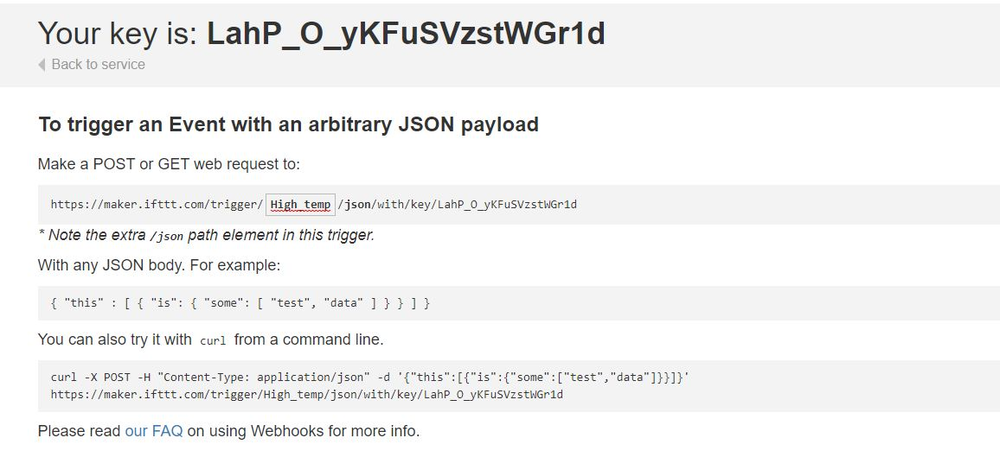 Your key is: LahP_O_yKFuSVzstWGr1d
Back to service
To trigger an Event with an arbitrary JSON payload
Make a POST or GET web request to:
https://maker.ifttt.com/trigger/ High_temp /json/with/key/LahP_O_yKFuSVzstWGr1d
* Note the extra /json path element in this trigger.
With any JSON body. For example:
{ "this" : [ { "is": { "some": [ "test", "data" ] } } ] }
You can also try it with curl from a command line.
curl -X POST -H "Content-Type: application/json" -d '{"this":[{"is":{"some":["test","data"]}}]}'
https://maker.ifttt.com/trigger/High_temp/json/with/key/LahP_O_yKFuSVzstWGr1d
Please read our FAQ on using Webhooks for more info.